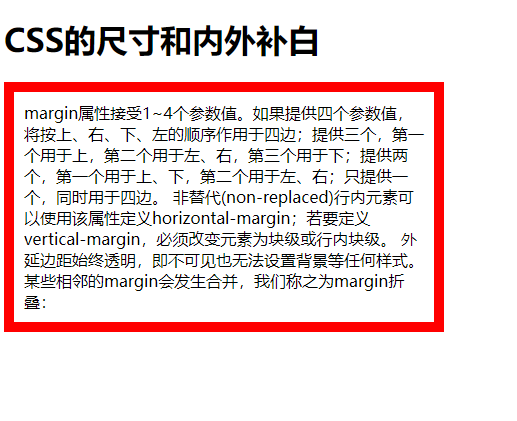 CSS的尺寸和内外补白
margin属性接受1~4个参数值。如果提供四个参数值，
将按上、右、下、左的顺序作用于四边；提供三个，第一
个用于上，第二个用于左、右，第三个用于下；提供两
个，第一个用于上、下，第二个用于左、右；只提供一
个，同时用于四边。 非替代(non-replaced)行内元素可
以使用该属性定义horizontal-margin；若要定义
vertical-margin，必须改变元素为块级或行内块级。 外
延边距始终透明，即不可见也无法设置背景等任何样式。
某些相邻的margin会发生合并，我们称之为margin折
叠：